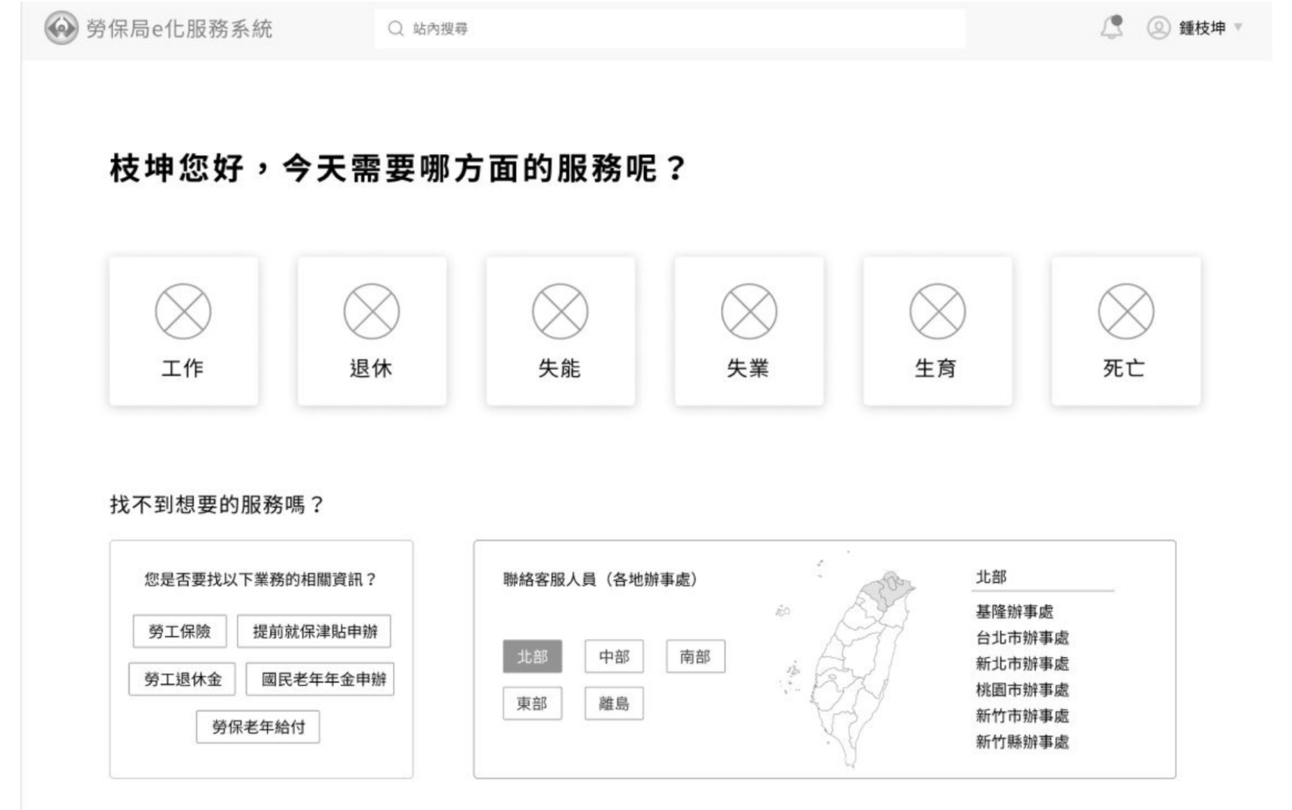 勞保局e化服務系統
站內搜尋
鍾枝坤
枝坤您好，今天需要哪方面的服務呢？
工作
退休
失能
失業
生育
死亡
找不到想要的服務嗎？
您是否要找以下業務的相關資訊？
勞工保險
提前就保津貼申辦
勞工退休金
國民老年年金申辦
勞保老年給付
聯絡客服人員（各地辦事處）
北部
中部
南部
東部
離島
北部
基隆辦事處
台北市辦事處
新北市辦事處
桃園市辦事處
新竹市辦事處
新竹縣辦事處